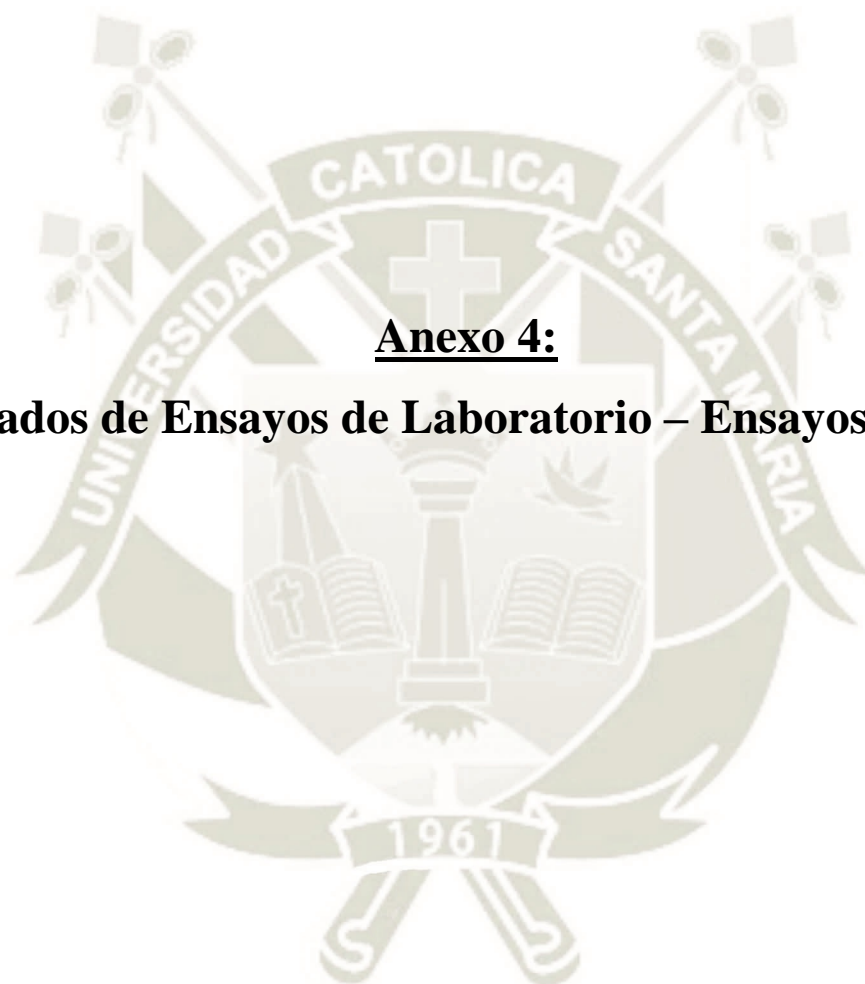 CATOLICA
UNIVERSIDAD
SANTA MARIA
Anexo 4:
ados de Ensayos de Laboratorio – Ensayos
1961